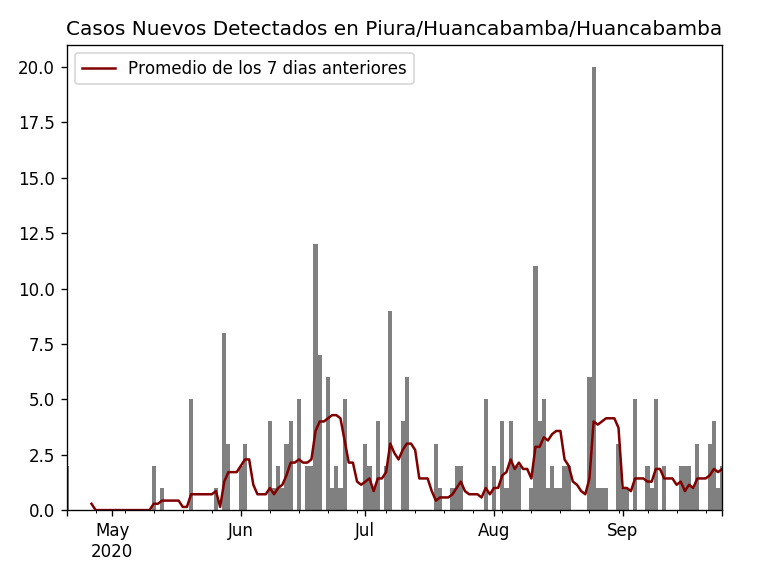 Casos Nuevos Detectados en Piura/Huancabamba/Huancabamba
Promedio de los 7 dias anteriores
20.0
17.5
15.0
12.5
10.0
7.5
5.0
2.5
0.0
May
2020
Jun
Jul
Aug
Sep